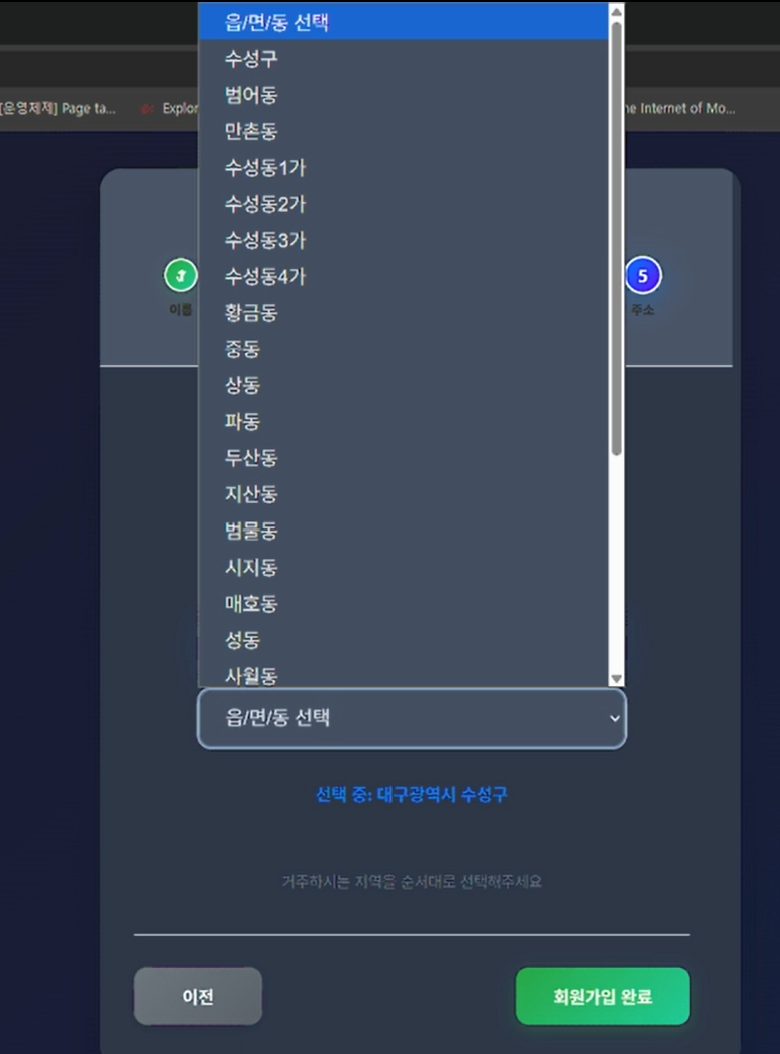 읍/면/동 선택
수성구
[운영체제] Page ta...
Explor
he Internet of Mo...
범어동
만촌동
수성동1가
수성동2가
수성동3가
수성동4가
황금동
중동
상동
파동
두산동
지산동
범물동
시지동
매호동
성동
사월동
이름
5
주소
읍/면/동 선택
선택 중: 대구광역시 수성구
거주하시는 지역을 순서대로 선택해주세요
이전
회원가입 완료